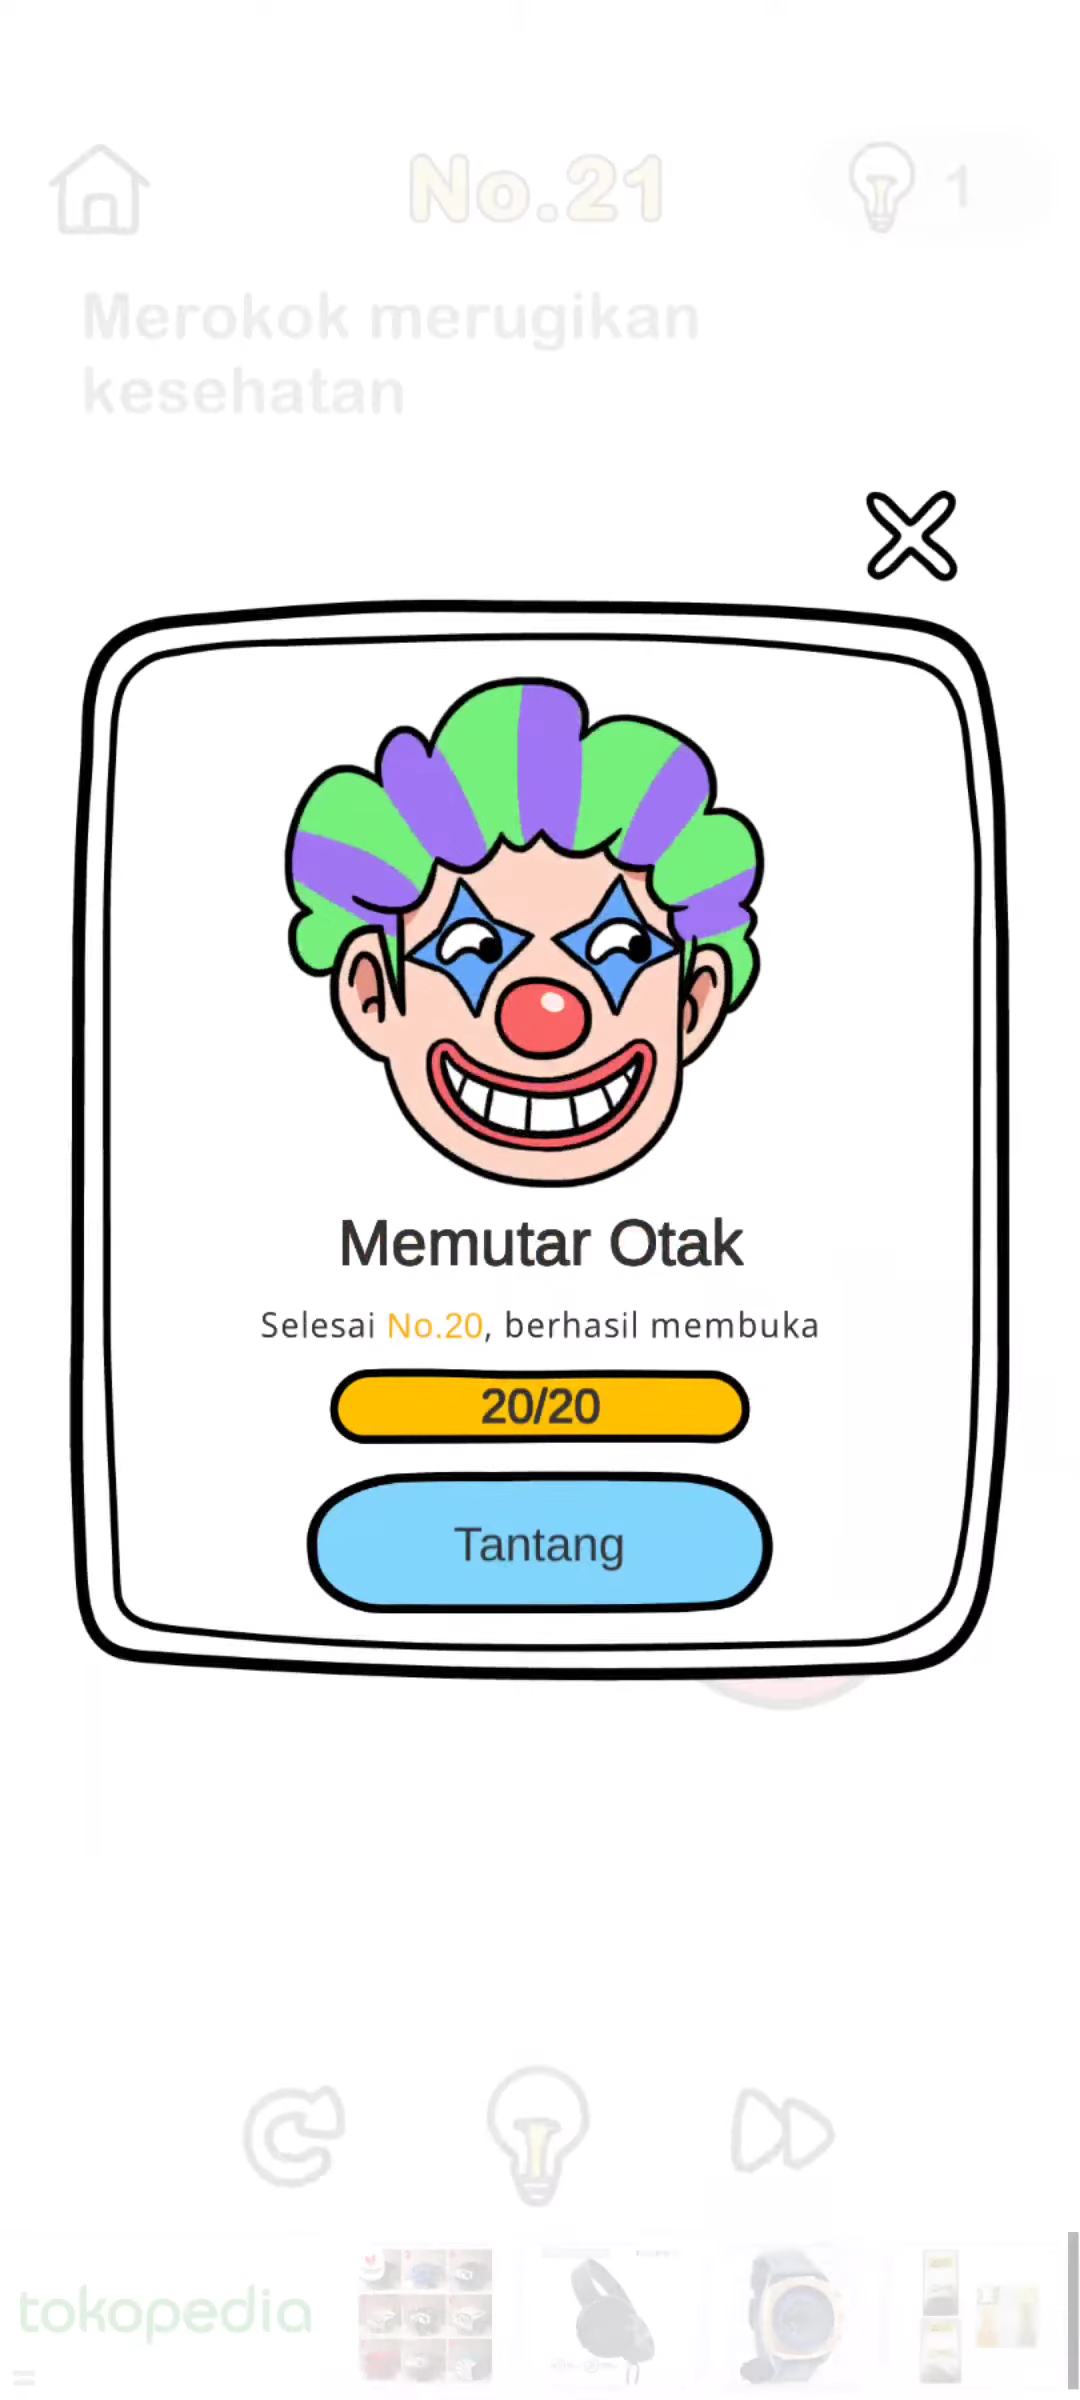 No.21
1
Merokok merugikan
kesehatan
Memutar Otak
Selesai No.20, berhasil membuka
20/20
Tantang
tokopedia